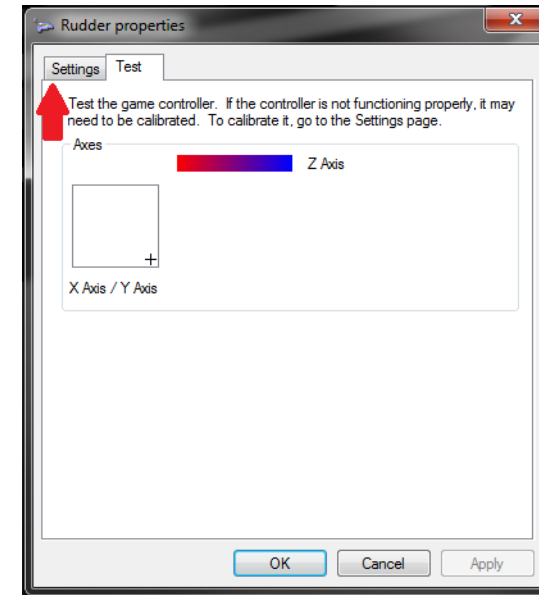 Rudder properties
Settings Test
Test the game controller. If the controller is not functioning properly, it may
need to be calibrated. To calibrate it, go to the Settings page.
Axes
Z Axis
X Axis / Y Axis
OK Cancel Apply